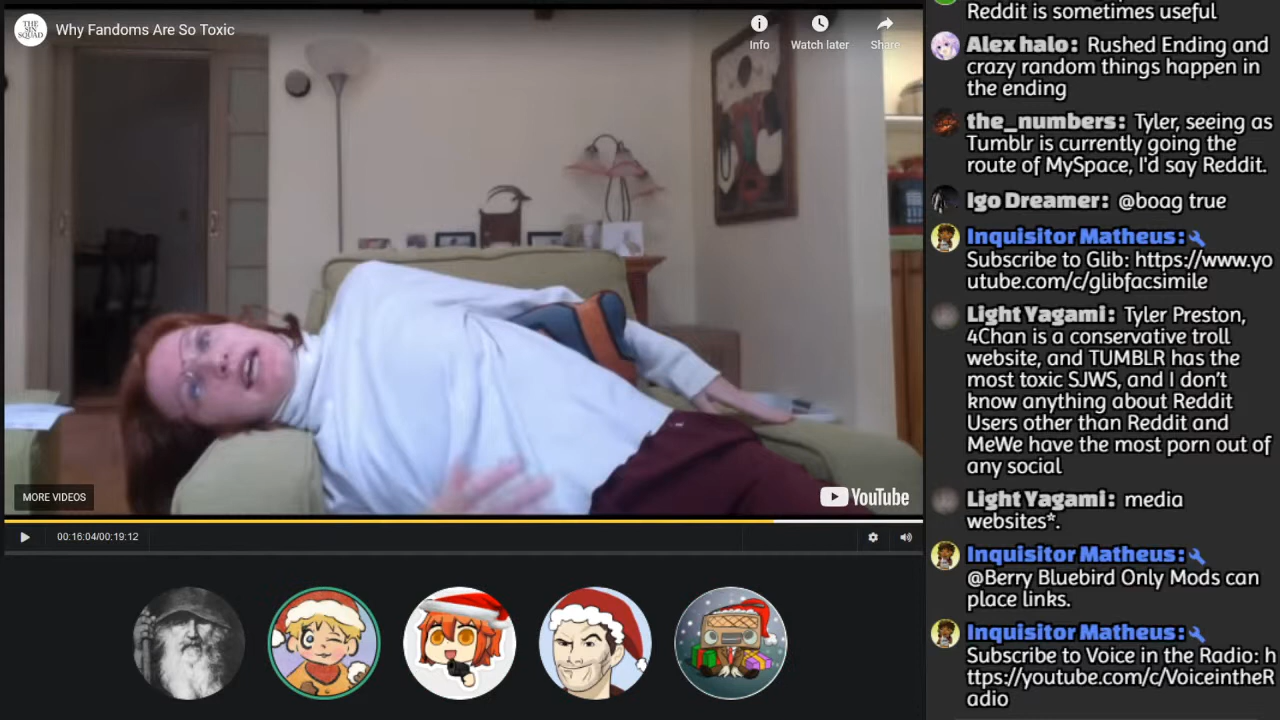 THE
SIN
SQUAD
Why Fandoms Are So Toxic
Info
Watch later
Share
MORE VIDEOS
YouTube
00:16:04/00:19:12
Reddit is sometimes useful
Alex halo: Rushed Ending and
crazy random things happen in
the ending
the_numbers: Tyler, seeing as
Tumblr is currently going the
route of MySpace, I'd say Reddit.
Igo Dreamer: @boag true
Inquisitor Matheus:
Subscribe to Glib: https://www.yo
utube.com/c/glibfacsimile
Light Yagami: Tyler Preston,
4Chan is a conservative troll
website, and TUMBLR has the
most toxic SJWS, and I don't
know anything about Reddit
Users other than Reddit and
MeWe have the most porn out of
any social
Light Yagami: media
websites*.
Inquisitor Matheus:
@Berry Bluebird Only Mods can
place links.
Inquisitor Matheus:
Subscribe to Voice in the Radio: h
ttps://youtube.com/c/VoiceintheR
adio